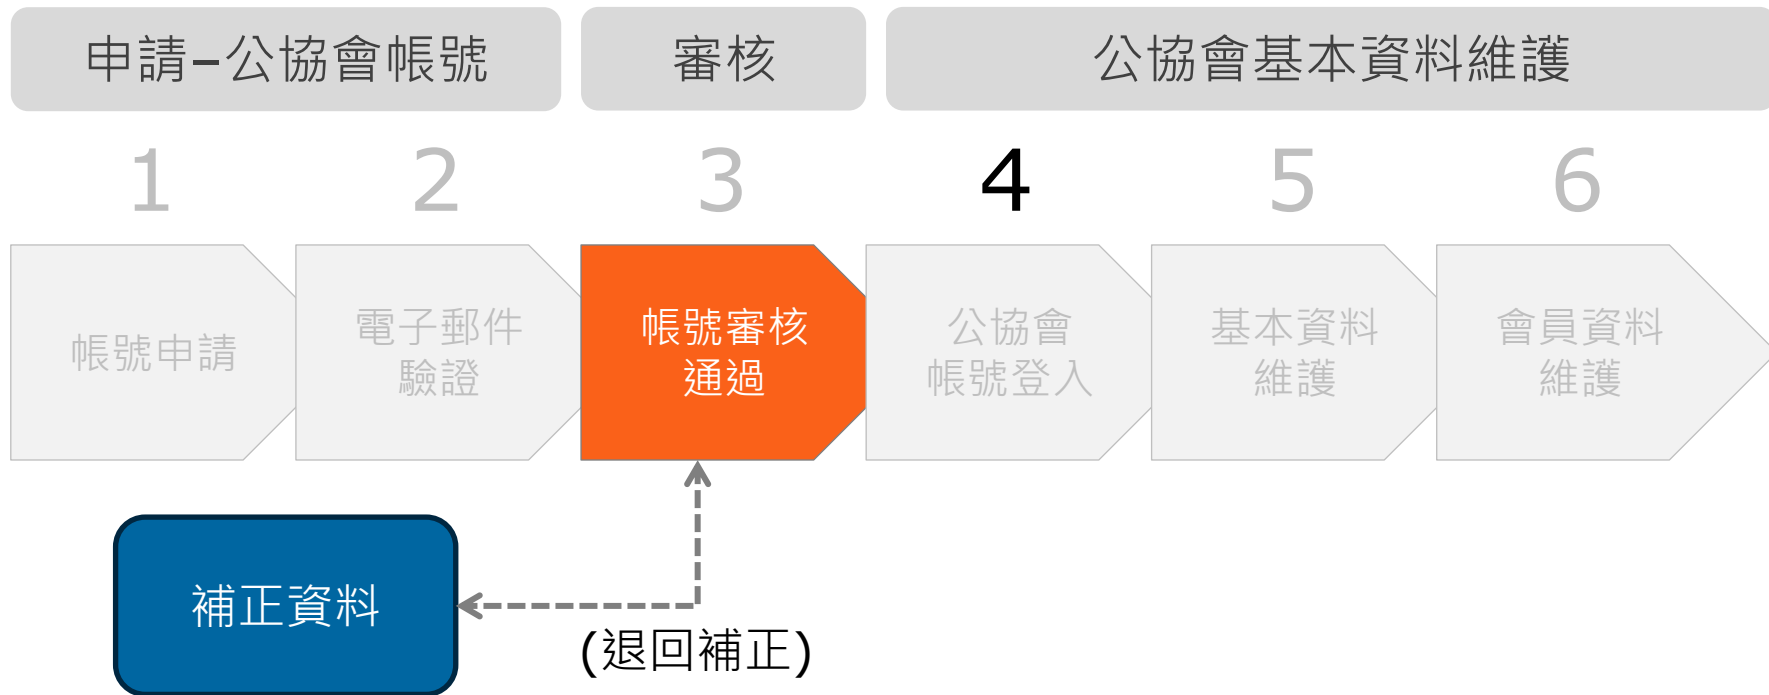 申請–公協會帳號
審核
公協會基本資料維護
1
2
3
4
5
6
帳號申請
電子郵件
驗證
帳號審核
通過
公協會
帳號登入
基本資料
維護
會員資料
維護
補正資料
(退回補正)